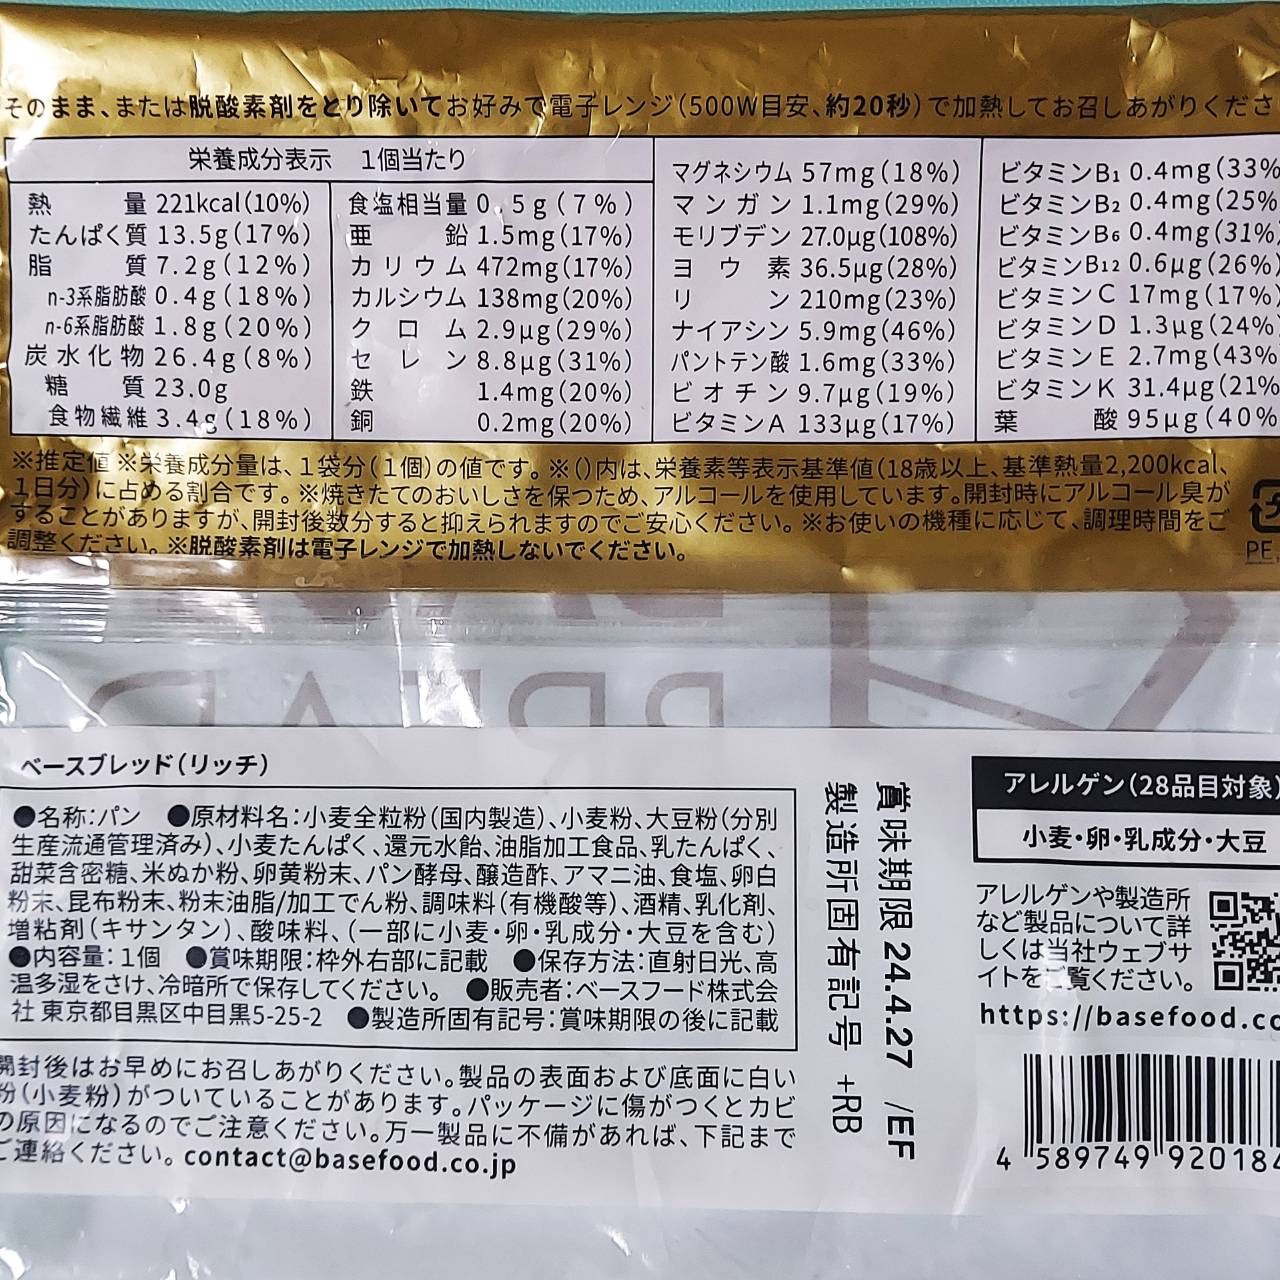 そのまま、または脱酸素剤をとり除いてお好みで電子レンジ(500W目安、約20秒)で加熱してお召しあがりくださ
栄養成分表示 1個当たり
熱量 221kcal(10%)
たんぱく質 13.5g(17%)
脂質 7.2g(12%)
n-3系脂肪酸 0.4g(18%)
n-6系脂肪酸 1.8g(20%)
炭水化物 26.4g(8%)
糖質 23.0g
食物繊維 3.4g(18%)
食塩相当量 0.5g(7%)
亜鉛 1.5mg(17%)
カリウム 472mg(17%)
カルシウム 138mg(20%)
クロム 2.9μg(29%)
セレン 8.8μg(31%)
鉄 1.4mg(20%)
銅 0.2mg(20%)
マグネシウム 57mg(18%)
マンガン 1.1mg(29%)
モリブデン 27.0μg(108%)
ヨウ素 36.5μg(28%)
リン 210mg(23%)
ナイアシン 5.9mg(46%)
パントテン酸 1.6mg(33%)
ビオチン 9.7μg(19%)
ビタミンA 133μg(17%)
ビタミンB1 0.4mg(33%
ビタミンB2 0.4mg(25%
ビタミンB6 0.4mg(31%)
ビタミンB12 0.6μg(26%)
ビタミンC 17mg(17%)
ビタミンD 1.3μg(24%)
ビタミンE 2.7mg(43%
ビタミンK 31.4μg(21%
葉酸 95μg(40%
※推定値 ※栄養成分量は、1袋分(1個)の値です。※()内は、栄養素等表示基準値(18歳以上、基準熱量2,200kcal、
1日分)に占める割合です。※焼きたてのおいしさを保つため、アルコールを使用しています。開封時にアルコール臭が
することがありますが、開封後数分すると抑えられますのでご安心ください。※お使いの機種に応じて、調理時間をご
調整ください。※脱酸素剤は電子レンジで加熱しないでください。
PE
BREAD
ベースブレッド(リッチ)
●名称:パン ●原材料名:小麦全粒粉(国内製造)、小麦粉、大豆粉(分別
生産流通管理済み)、小麦たんぱく、還元水飴、油脂加工食品、乳たんぱく、
甜菜含密糖、米ぬか粉、卵黄粉末、パン酵母、醸造酢、アマニ油、食塩、卵白
粉末、昆布粉末、粉末油脂/加工でん粉、調味料(有機酸等)、酒精、乳化剤、
増粘剤(キサンタン)、酸味料、(一部に小麦・卵・乳成分・大豆を含む)
●内容量:1個 ●賞味期限:枠外右部に記載 ●保存方法:直射日光、高
温多湿をさけ、冷暗所で保存してください。 ●販売者:ベースフード株式会
社 東京都目黒区中目黒5-25-2 ●製造所固有記号:賞味期限の後に記載
開封後はお早めにお召しあがりください。製品の表面および底面に白い
粉(小麦粉)がついていることがあります。パッケージに傷がつくとカビ
の原因になるのでご注意ください。万一製品に不備があれば、下記まで
ご連絡ください。contact@basefood.co.jp
賞味期限 24.4.27 /EF
製造所固有記号 +RB
アレルゲン(28品目対象)
小麦・卵・乳成分・大豆
アレルゲンや製造所
など製品について詳
しくは当社ウェブサ
イトをご覧ください。
https://basefood.co
4 589749 920184